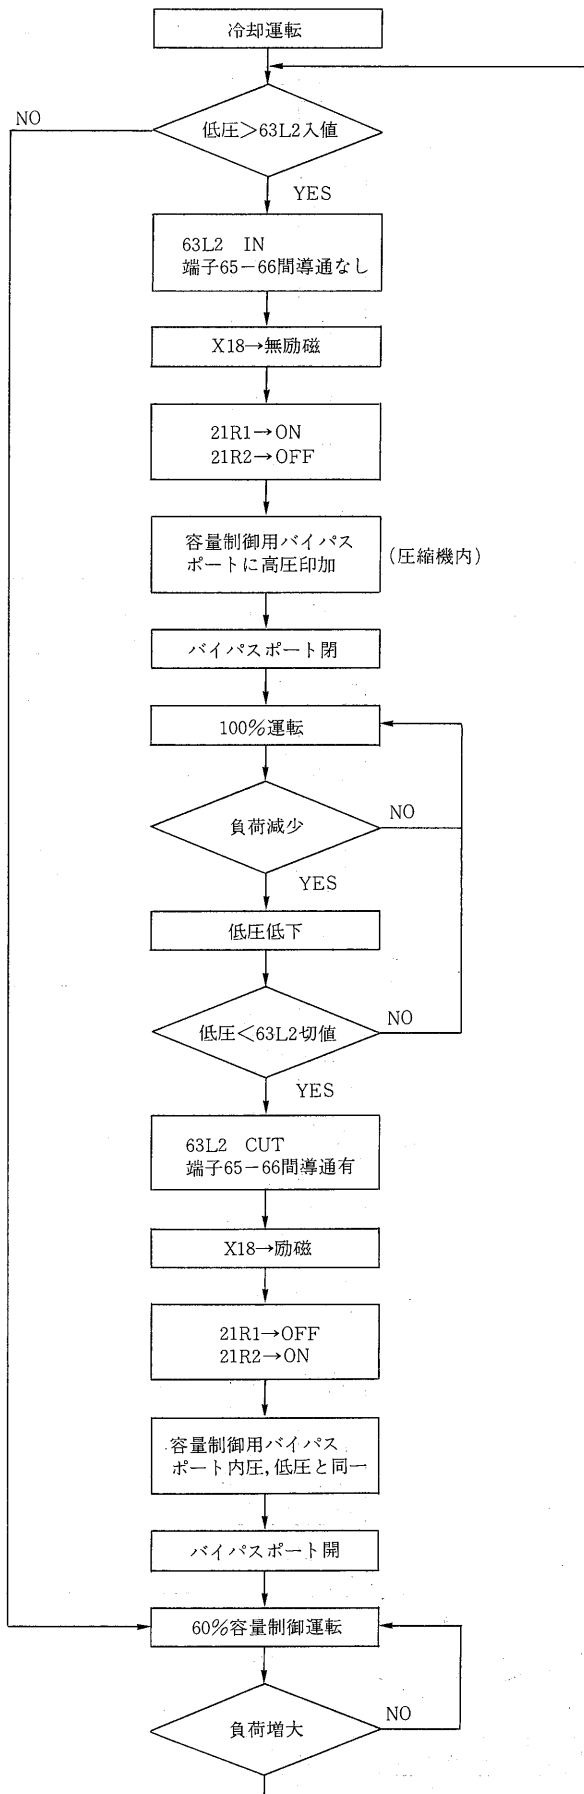 冷却運転
NO
低圧＞63L2入値
YES
63L2 IN
端子65－66間導通なし
X18→無励磁
21R1→ON
21R2→OFF
容量制御用バイパス
ポートに高圧印加
(圧縮機内)
バイパスポート閉
100％運転
負荷減少
NO
YES
低圧低下
低圧＜63L2切値
NO
YES
63L2 CUT
端子65－66間導通有
X18→励磁
21R1→OFF
21R2→ON
容量制御用バイパス
ポート内圧,低圧と同一
バイパスポート開
60％容量制御運転
負荷増大
NO